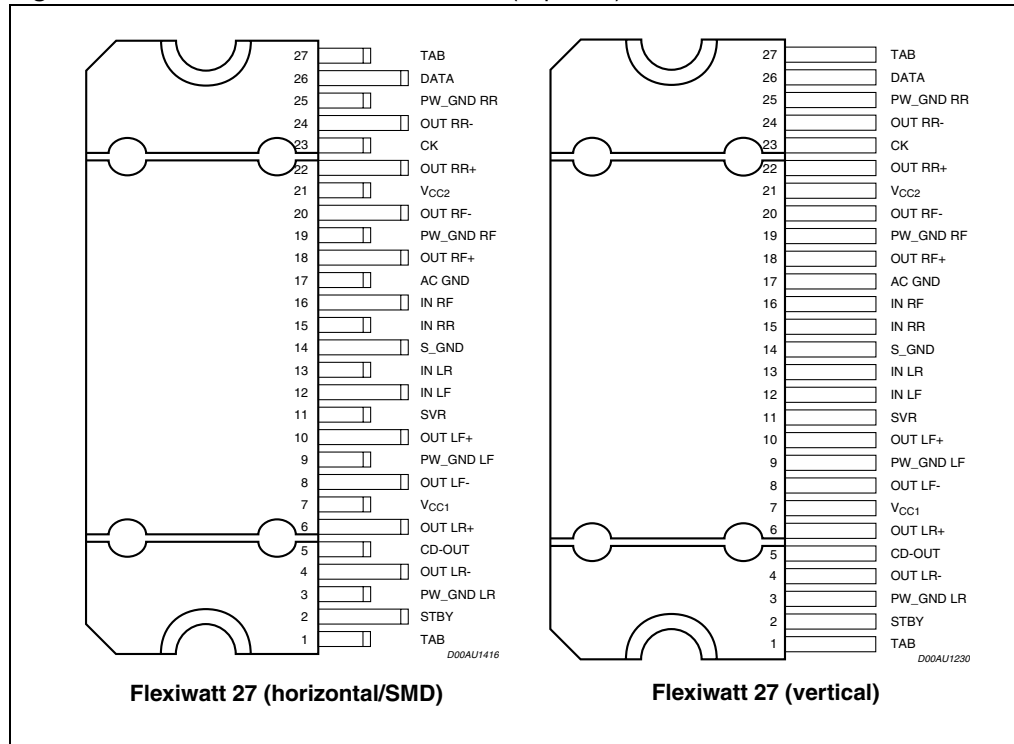 27 TAB
26 DATA
25 PW_GND RR
24 OUT RR-
23 CK
22 OUT RR+
21 VCC2
20 OUT RF-
19 PW_GND RF
18 OUT RF+
17 AC GND
16 IN RF
15 IN RR
14 S_GND
13 IN LR
12 IN LF
11 SVR
10 OUT LF+
9 PW_GND LF
8 OUT LF-
7 VCC1
6 OUT LR+
5 CD-OUT
4 OUT LR-
3 PW_GND LR
2 STBY
1 TAB
D00AU1416
Flexiwatt 27 (horizontal/SMD)
27 TAB
26 DATA
25 PW_GND RR
24 OUT RR-
23 CK
22 OUT RR+
21 VCC2
20 OUT RF-
19 PW_GND RF
18 OUT RF+
17 AC GND
16 IN RF
15 IN RR
14 S_GND
13 IN LR
12 IN LF
11 SVR
10 OUT LF+
9 PW_GND LF
8 OUT LF-
7 VCC1
6 OUT LR+
5 CD-OUT
4 OUT LR-
3 PW_GND LR
2 STBY
1 TAB
D00AU1230
Flexiwatt 27 (vertical)